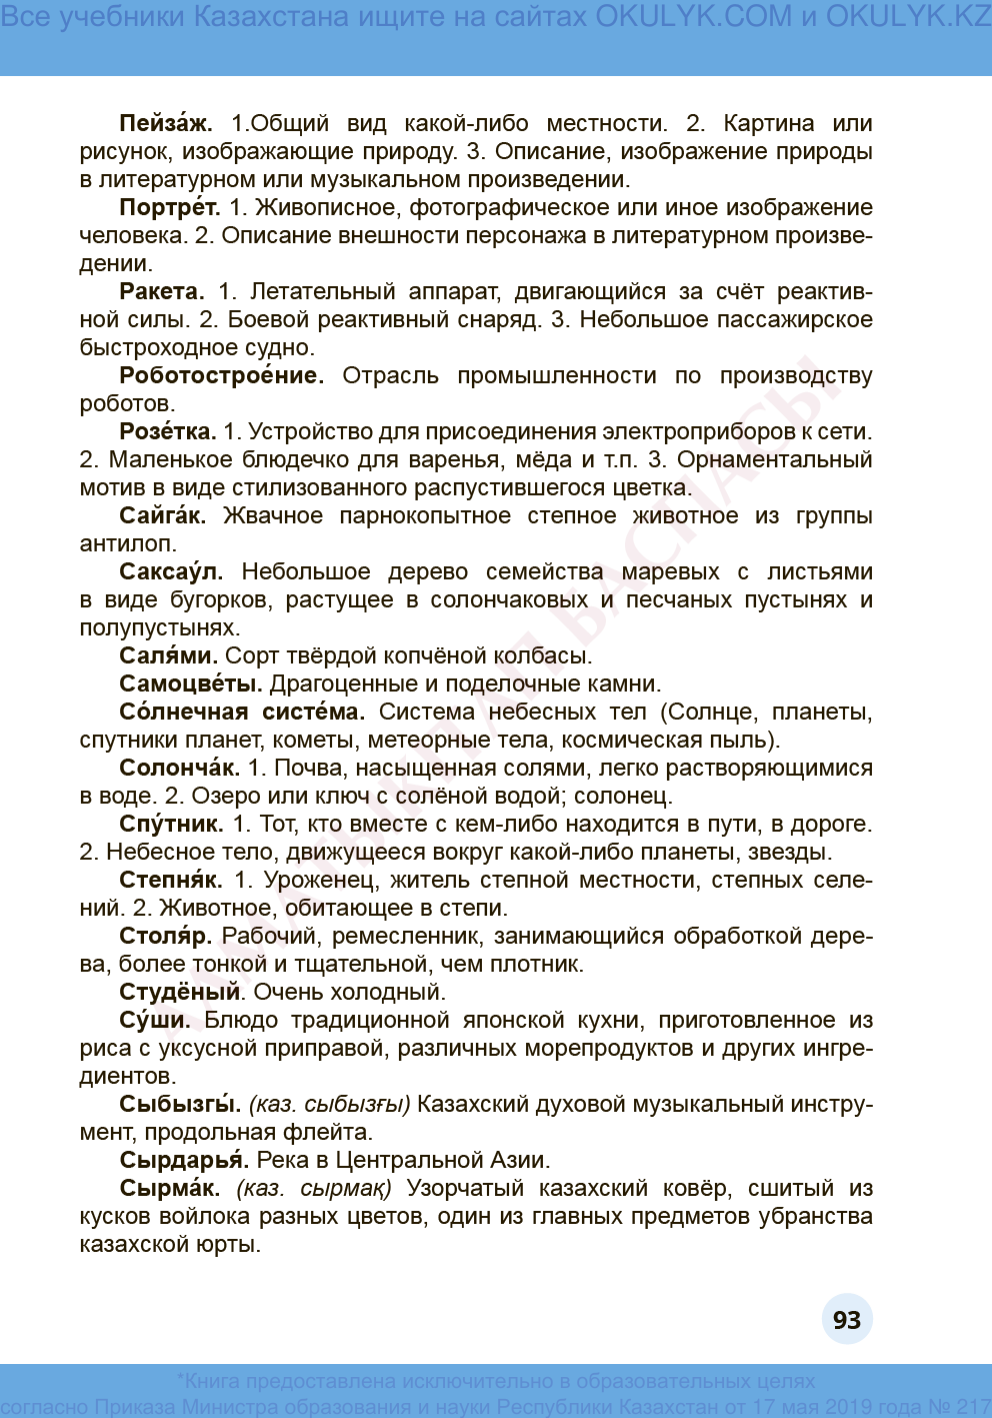 Все учебники Казахстана ищите на сайтах OKULYK.COM и OKULYK.KZ
Пейза́ж. 1.Общий вид какой-либо местности. 2. Картина или
рисунок, изображающие природу. 3. Описание, изображение природы
в литературном или музыкальном произведении.
Портре́т. 1. Живописное, фотографическое или иное изображение
человека. 2. Описание внешности персонажа в литературном произве-
дении.
Ракета. 1. Летательный аппарат, двигающийся за счёт реактив-
ной силы. 2. Боевой реактивный снаряд. 3. Небольшое пассажирское
быстроходное судно.
Роботострое́ние. Отрасль промышленности по производству
роботов.
Розе́тка. 1. Устройство для присоединения электроприборов к сети.
2. Маленькое блюдечко для варенья, мёда и т.п. 3. Орнаментальный
мотив в виде стилизованного распустившегося цветка.
Сайга́к. Жвачное парнокопытное степное животное из группы
антилоп.
Саксау́л. Небольшое дерево семейства маревых с листьями
в виде бугорков, растущее в солончаковых и песчаных пустынях и
полупустынях.
Саля́ми. Сорт твёрдой копчёной колбасы.
Самоцве́ты. Драгоценные и поделочные камни.
Со́лнечная систе́ма. Система небесных тел (Солнце, планеты,
спутники планет, кометы, метеорные тела, космическая пыль).
Солонча́к. 1. Почва, насыщенная солями, легко растворяющимися
в воде. 2. Озеро или ключ с солёной водой; солонец.
Спу́тник. 1. Тот, кто вместе с кем-либо находится в пути, в дороге.
2. Небесное тело, движущееся вокруг какой-либо планеты, звезды.
Степня́к. 1. Уроженец, житель степной местности, степных селе-
ний. 2. Животное, обитающее в степи.
Столя́р. Рабочий, ремесленник, занимающийся обработкой дере-
ва, более тонкой и тщательной, чем плотник.
Студёный. Очень холодный.
Су́ши. Блюдо традиционной японской кухни, приготовленное из
риса с уксусной приправой, различных морепродуктов и других ингре-
диентов.
Сыбызгы́. (каз. сыбызғы) Казахский духовой музыкальный инстру-
мент, продольная флейта.
Сырдарья́. Река в Центральной Азии.
Сырма́к. (каз. сырмақ) Узорчатый казахский ковёр, сшитый из
кусков войлока разных цветов, один из главных предметов убранства
казахской юрты.
АЛМАТЫКІТАП БАСПАСЫ
93
*Книга предоставлена исключительно в образовательных целях
согласно Приказа Министра образования и науки Республики Казахстан от 17 мая 2019 года № 217